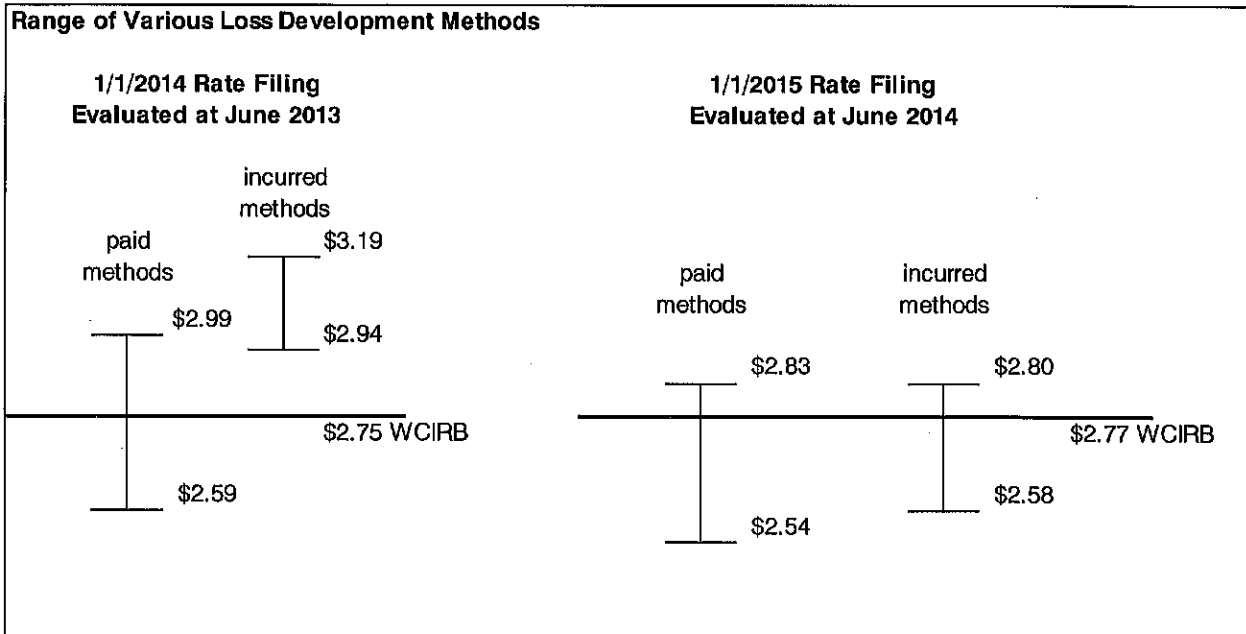 Range of Various Loss Development Methods
1/1/2014 Rate Filing
Evaluated at June 2013
incurred
methods
$3.19
paid
methods
$2.99
$2.94
$2.75 WCIRB
$2.59
1/1/2015 Rate Filing
Evaluated at June 2014
paid
methods
incurred
methods
$2.83
$2.80
$2.77 WCIRB
$2.58
$2.54